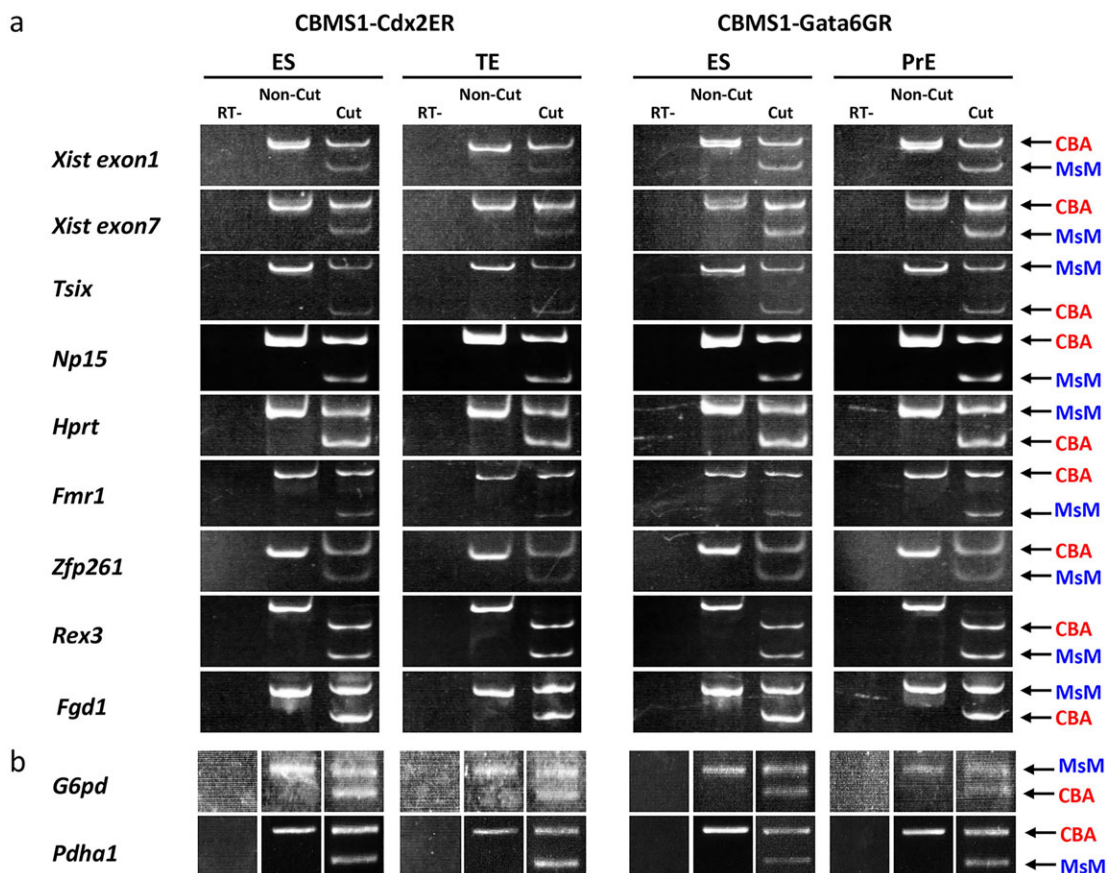 a
CBMS1-Cdx2ER CBMS1-Gata6GR
ES TE ES PrE
Non-Cut Non-Cut Non-Cut Non-Cut
RT- Cut RT- Cut RT- Cut RT- Cut
Xist exon1 CBA
MsM
Xist exon7 CBA
MsM
Tsix MsM
CBA
Np15 CBA
MsM
Hprt MsM
CBA
Fmr1 CBA
MsM
Zfp261 CBA
MsM
Rex3 CBA
MsM
Fgd1 MsM
CBA
b
G6pd MsM
CBA
Pdha1 CBA
MsM